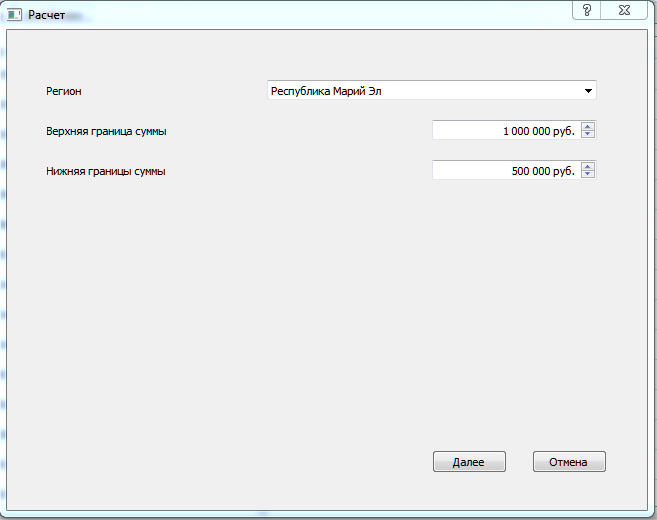 Расчет
Регион
Республика Марий Эл
Верхняя граница суммы
1 000 000 руб.
Нижняя границы суммы
500 000 руб.
Далее
Отмена